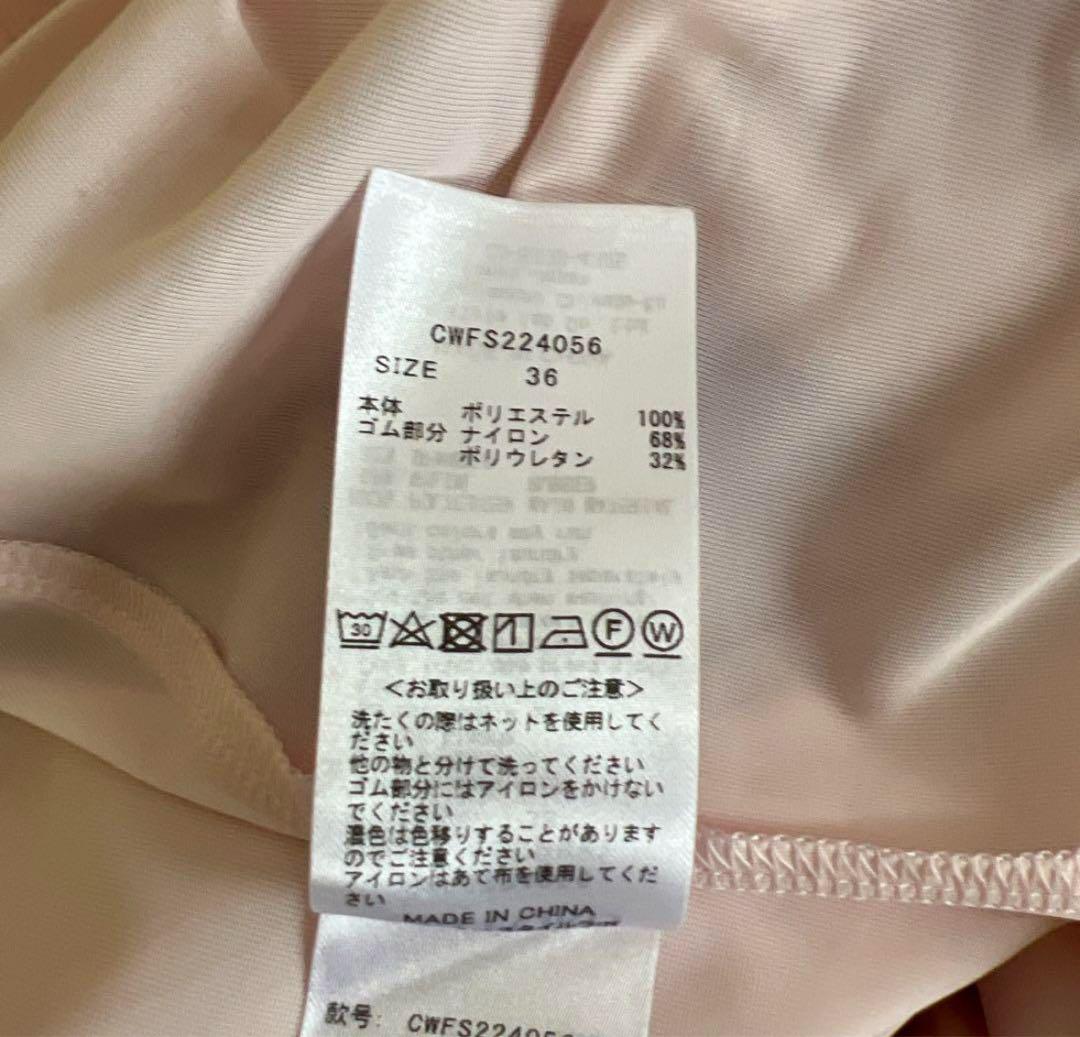 CWFS224056
SIZE 36
本体 ポリエステル 100%
ゴム部分 ナイロン 68%
ポリウレタン 32%
30 F W
<お取り扱い上のご注意>
洗たくの際はネットを使用してく
ださい
他の物と分けて洗ってください
ゴム部分にはアイロンをかけない
でください
濃色は色移りすることがあります
のでご注意ください
アイロンはあて布を使用してくだ
さい
MADE IN CHINA
款号: CWFS224056